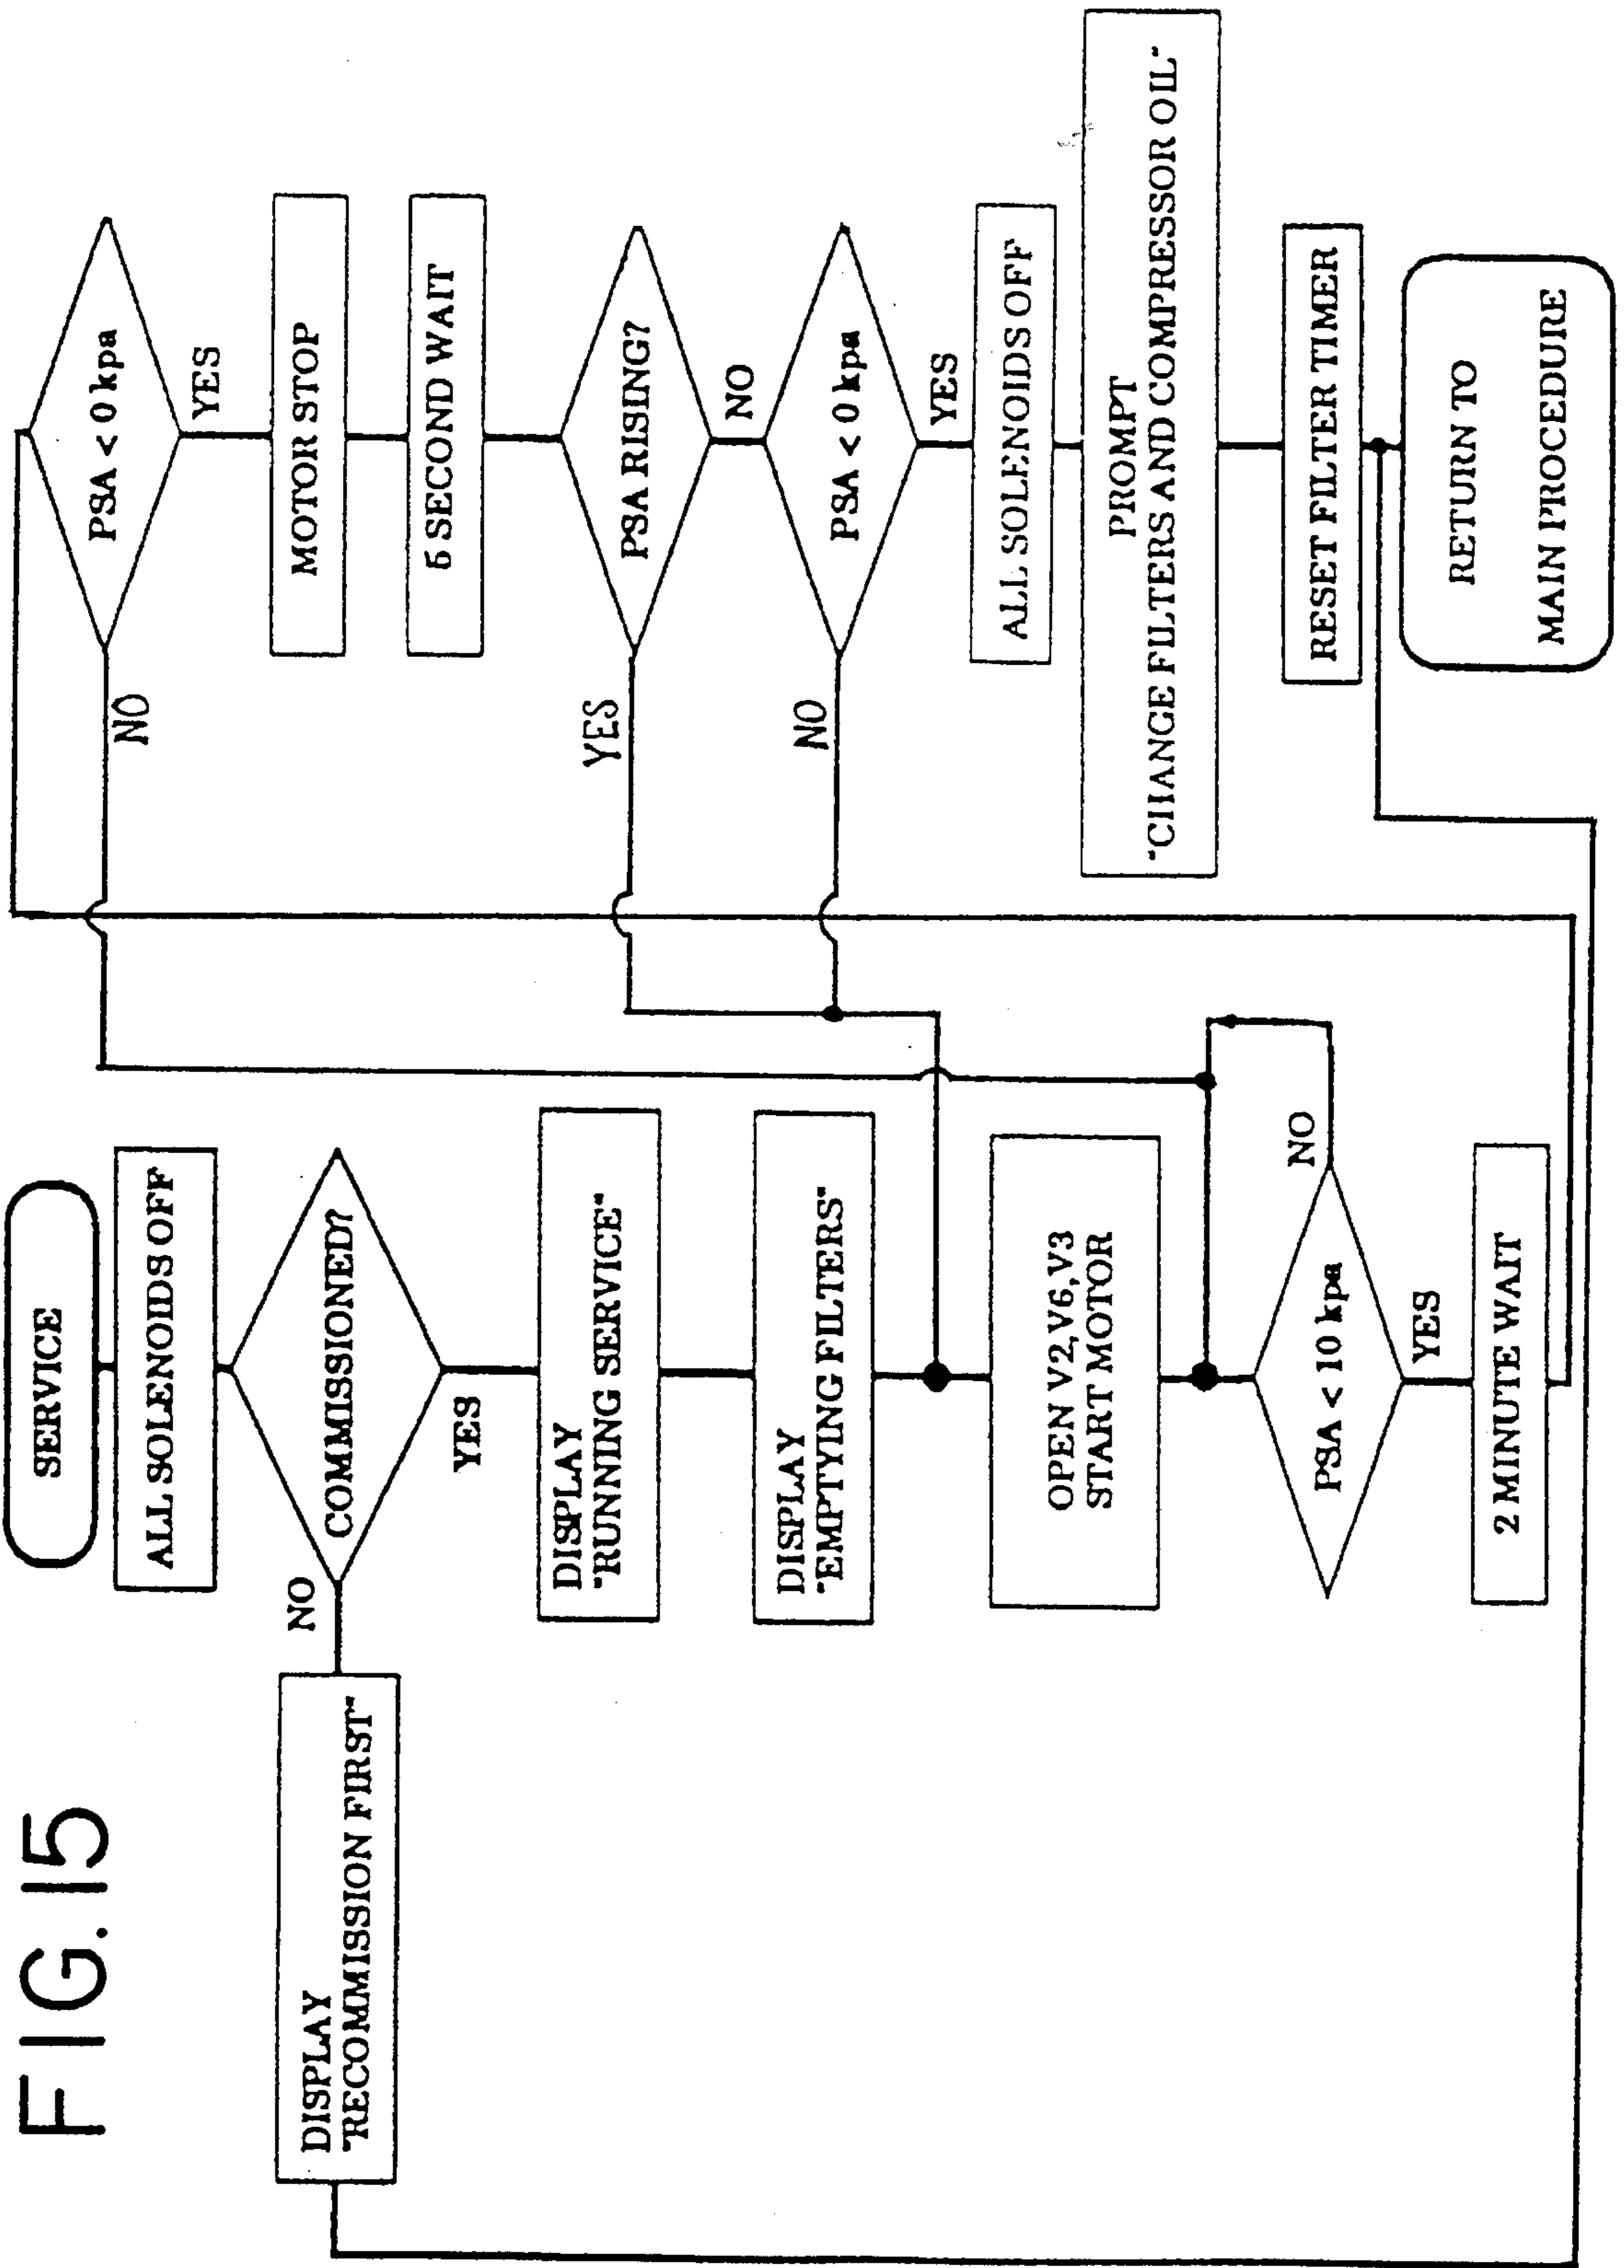 FIG. 15
SERVICE
ALL SOLENOIDS OFF
COMMISSIONED?
NO
YES
DISPLAY
"RECOMMISSION FIRST"
DISPLAY
"RUNNING SERVICE"
DISPLAY
"EMPTYING FILTERS"
OPEN V2,V6,V3
START MOTOR
PSA < 10 kpa
NO
YES
2 MINUTE WAIT
PSA < 0 kpa
NO
YES
MOTOR STOP
5 SECOND WAIT
PSA RISING?
YES
NO
PSA < 0 kpa
NO
YES
ALL SOLENOIDS OFF
PROMPT
"CHANGE FILTERS AND COMPRESSOR OIL"
RESET FILTER TIMER
RETURN TO
MAIN PROCEDURE